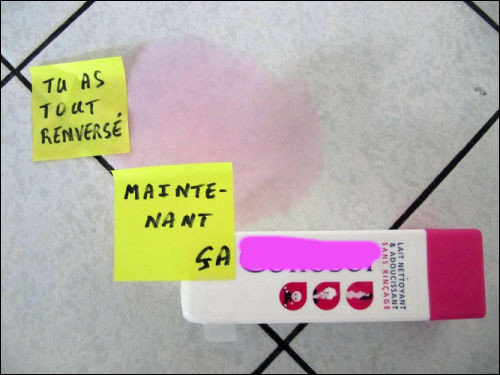 TU AS
TOUT
RENVERSÉ
MAINTE-
NANT
ÇA
LAIT NETTOYANT
& ADOUCISSANT
SANS RINÇAGE